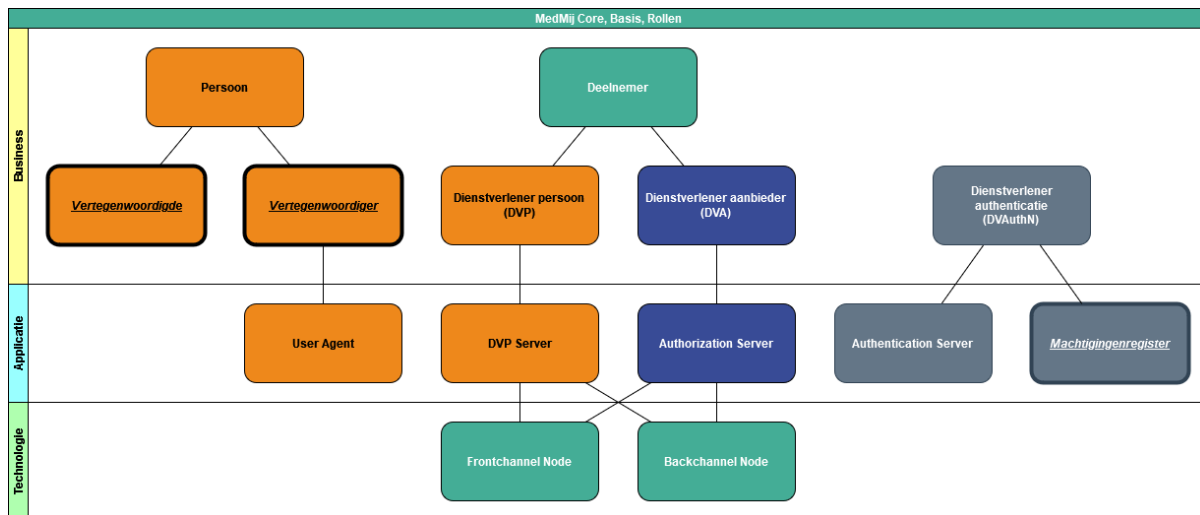 MedMij Core, Basis, Rollen
Business
Persoon
Deelnemer
Vertegenwoordigde
Vertegenwoordiger
Dienstverlener persoon
(DVP)
Dienstverlener aanbieder
(DVA)
Dienstverlener
authenticatie
(DVAuthN)
Applicatie
User Agent
DVP Server
Authorization Server
Authentication Server
Machtigingenregister
Technologie
Frontchannel Node
Backchannel Node